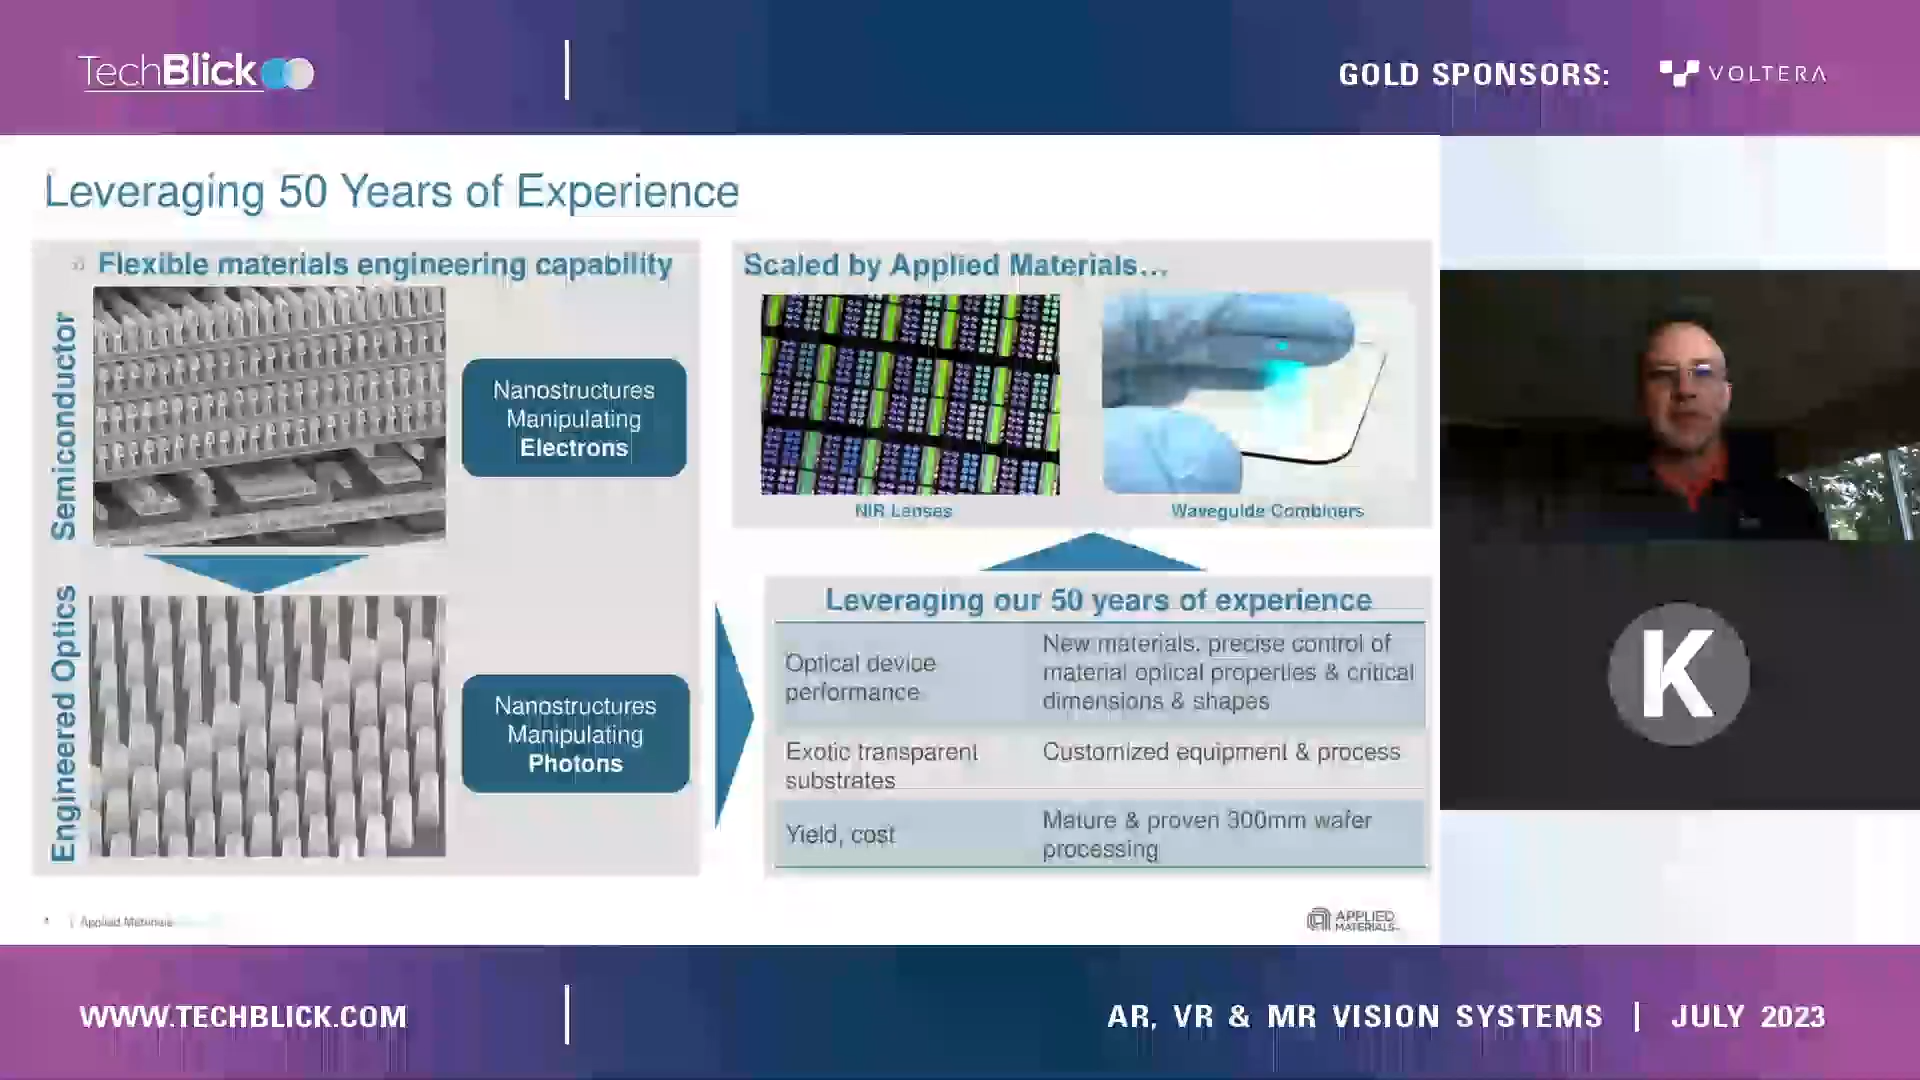 TechBlick
GOLD SPONSORS:
VOLTERA
Leveraging 50 Years of Experience
Flexible materials engineering capability
Semiconductor
Nanostructures
Manipulating
Electrons
Engineered Optics
Nanostructures
Manipulating
Photons
Scaled by Applied Materials...
NIR Lenses
Waveguide Combiners
Leveraging our 50 years of experience
Optical device
performance
New materials, precise control of
material optical properties & critical
dimensions & shapes
Exotic transparent
substrates
Customized equipment & process
Yield, cost
Mature & proven 300mm wafer
processing
| Applied Materials
APPLIED
MATERIALS
K
WWW.TECHBLICK.COM
AR, VR & MR VISION SYSTEMS | JULY 2023